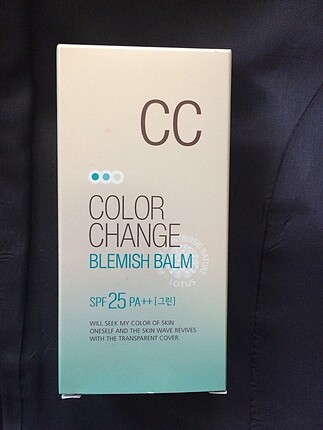 CC
COLOR
CHANGE
BLEMISH BALM
LOTUS
SPF 25 PA++ [그린]
WILL SEEK MY COLOR OF SKIN
ONESELF AND THE SKIN WAVE REVIVES
WITH THE TRANSPARENT COVER.